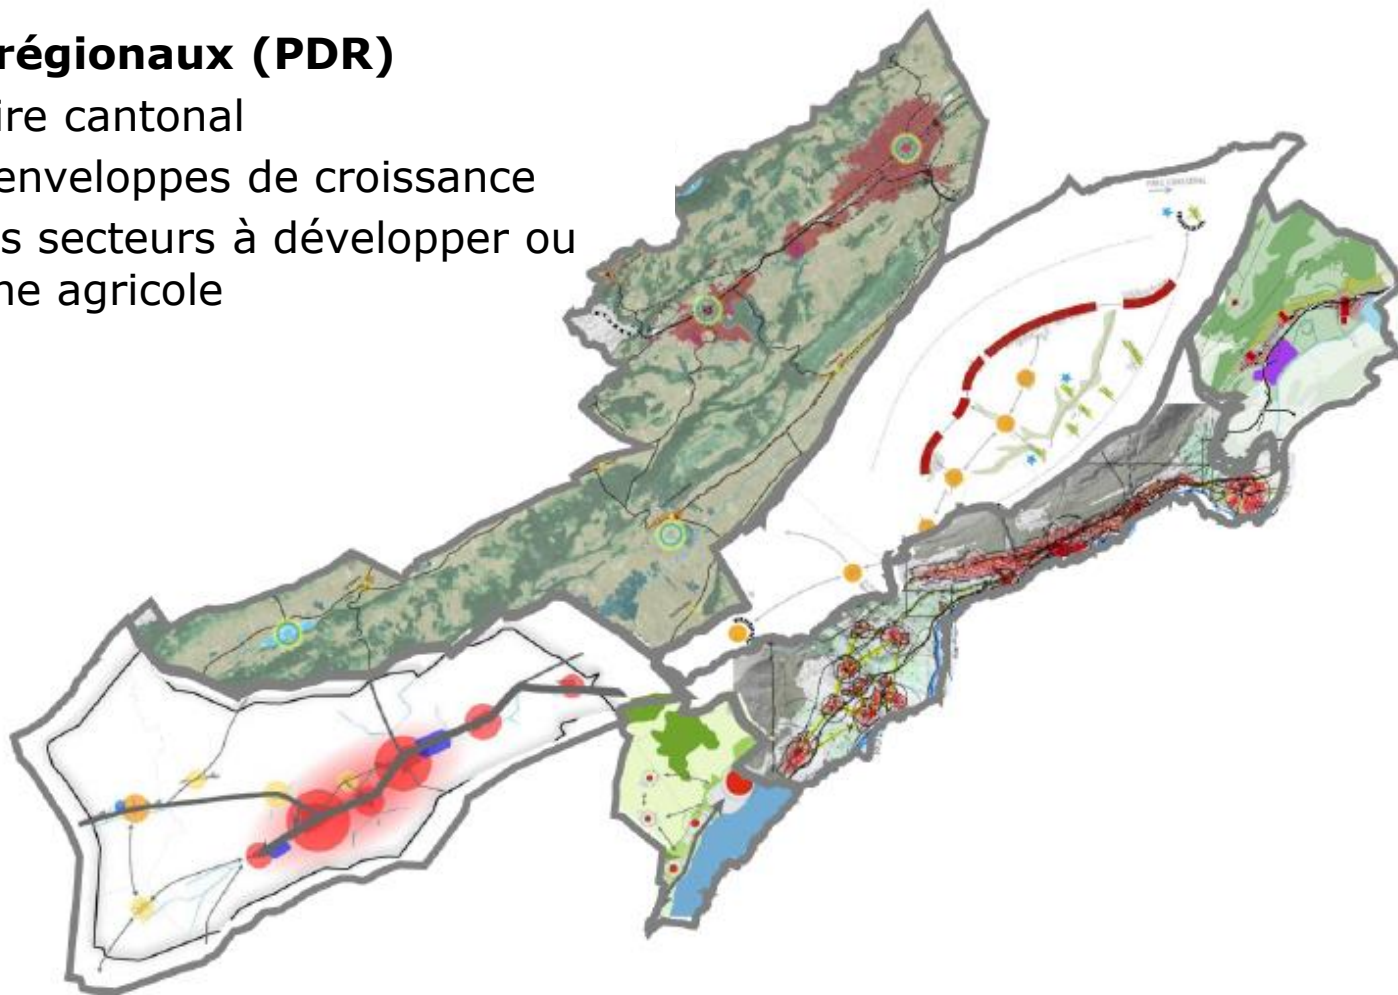 régionaux (PDR)
ire cantonal
enveloppes de croissance
s secteurs à développer ou
ne agricole